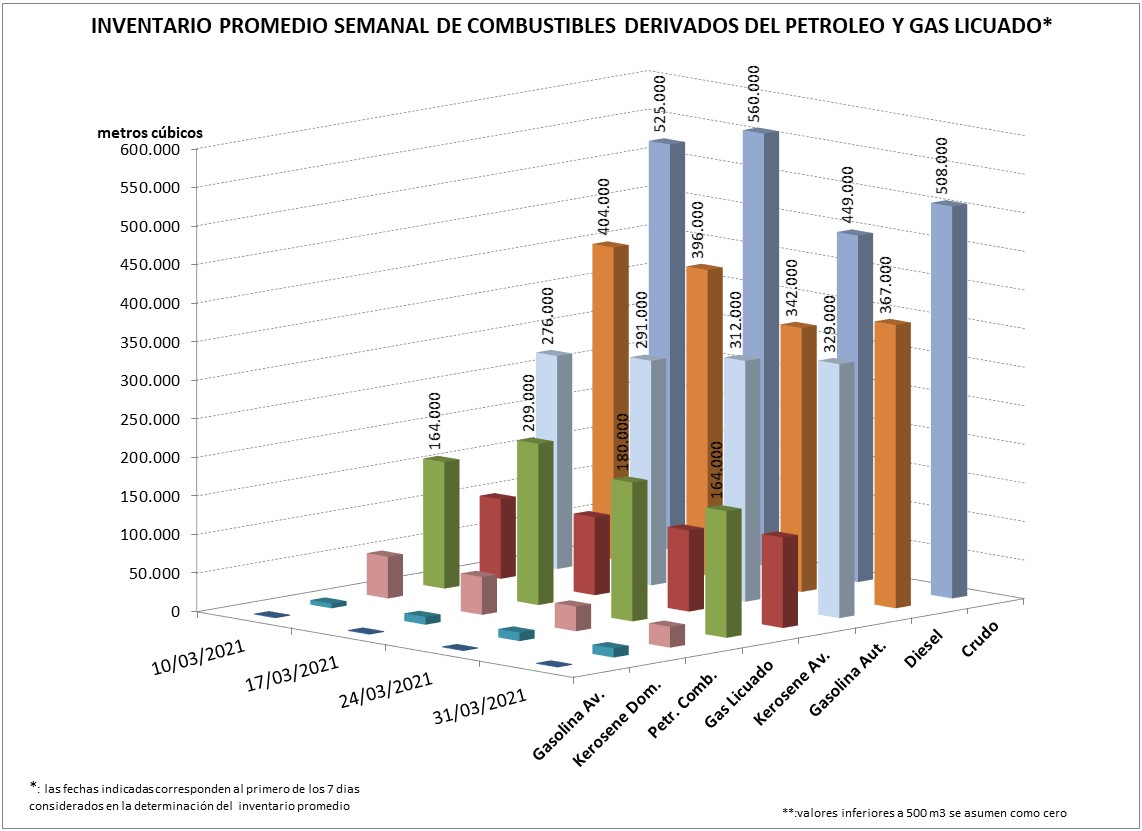 INVENTARIO PROMEDIO SEMANAL DE COMBUSTIBLES DERIVADOS DEL PETROLEO Y GAS LICUADO*
metros cúbicos
600.000
550.000
500.000
450.000
400.000
350.000
300.000
250.000
200.000
150.000
100.000
50.000
0
525.000
560.000
449.000
508.000
404.000
396.000
342.000
367.000
276.000
291.000
312.000
329.000
164.000
209.000
180.000
164.000
10/03/2021
17/03/2021
24/03/2021
31/03/2021
Gasolina Av.
Kerosene Dom.
Petr. Comb.
Gas Licuado
Kerosene Av.
Gasolina Aut.
Diesel
Crudo
*: las fechas indicadas corresponden al primero de los 7 dias
considerados en la determinación del inventario promedio
**:valores inferiores a 500 m3 se asumen como cero